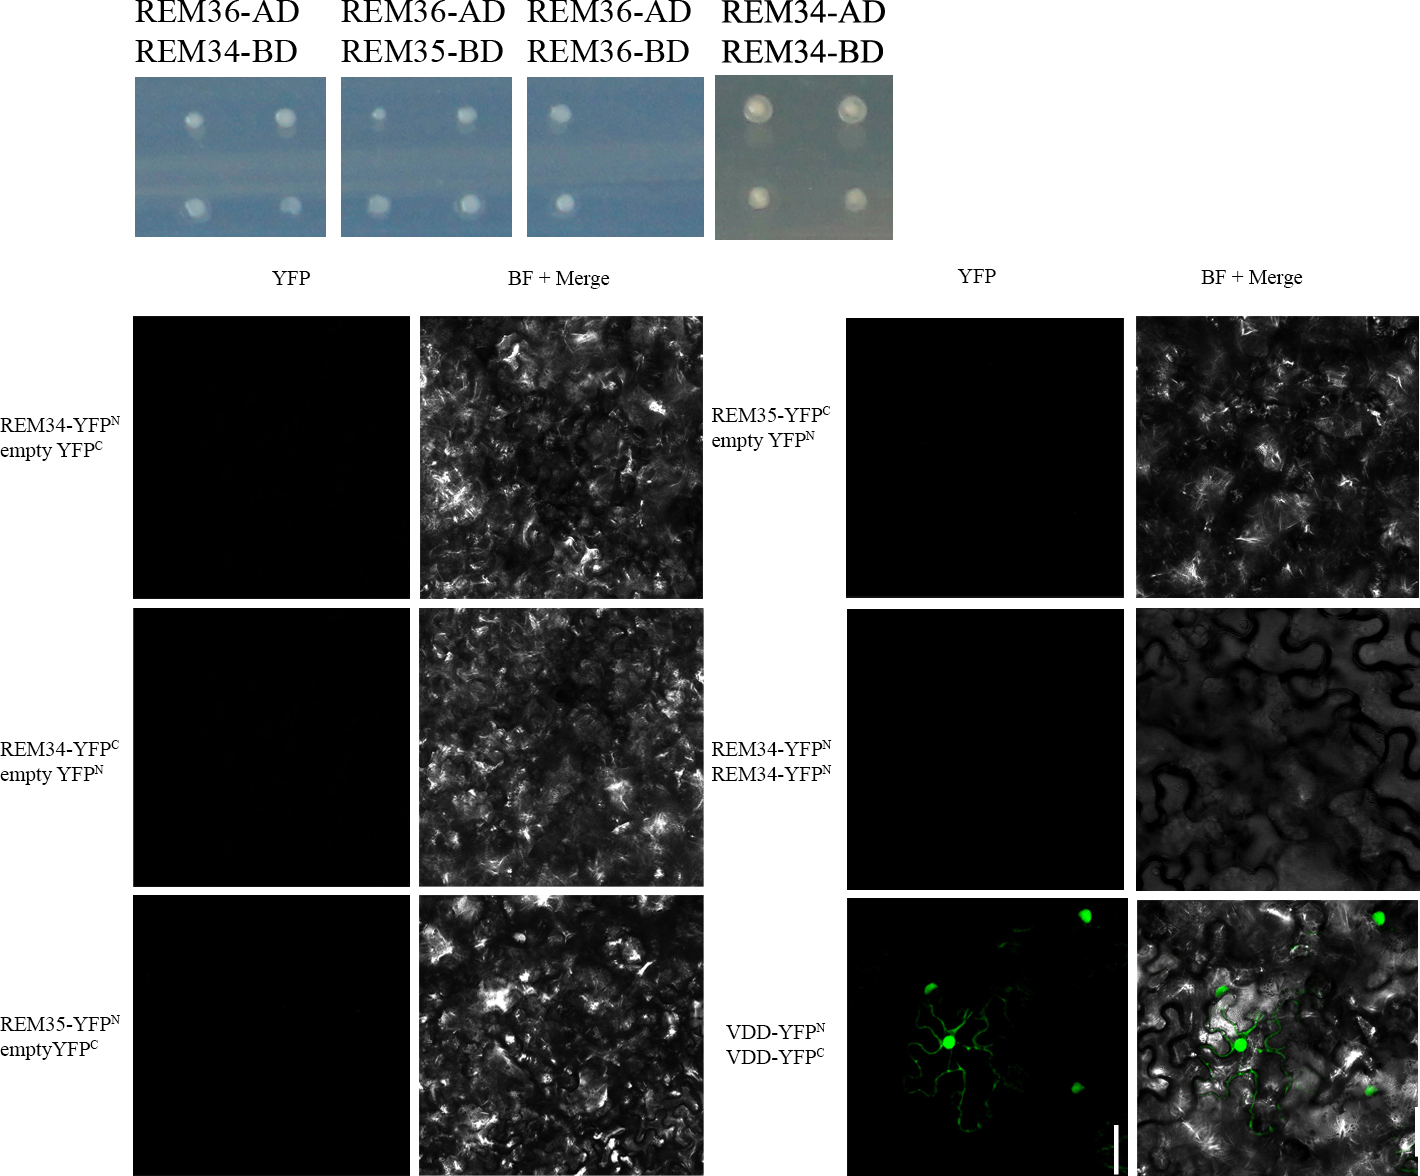 REM36-AD
REM34-BD
REM36-AD
REM35-BD
REM36-AD
REM36-BD
REM34-AD
REM34-BD
YFP
BF + Merge
YFP
BF + Merge
REM34-YFPᴺ
empty YFPᶜ
REM35-YFPᶜ
empty YFPᴺ
REM34-YFPᶜ
empty YFPᴺ
REM34-YFPᴺ
REM34-YFPᴺ
REM35-YFPᴺ
emptyYFPᶜ
VDD-YFPᴺ
VDD-YFPᶜ